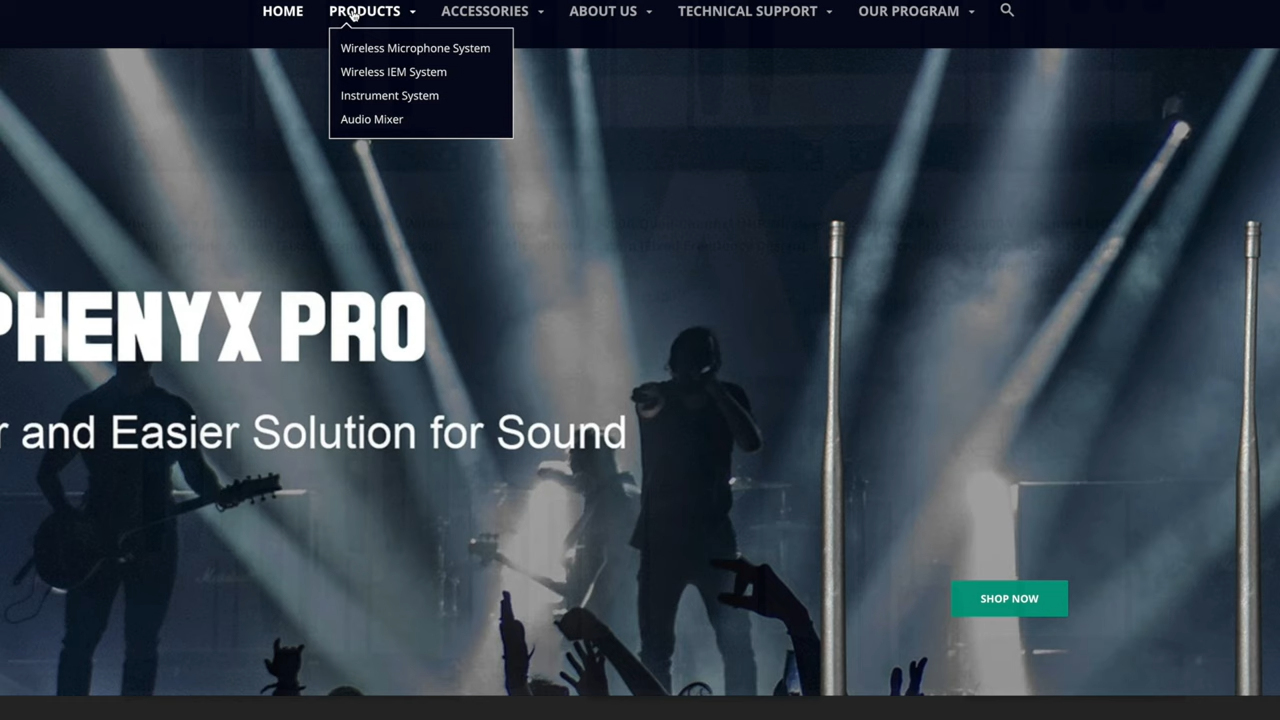 HOME PRODUCTS ACCESSORIES ABOUT US TECHNICAL SUPPORT OUR PROGRAM
Wireless Microphone System
Wireless IEM System
Instrument System
Audio Mixer
PHENYX PRO
r and Easier Solution for Sound
SHOP NOW